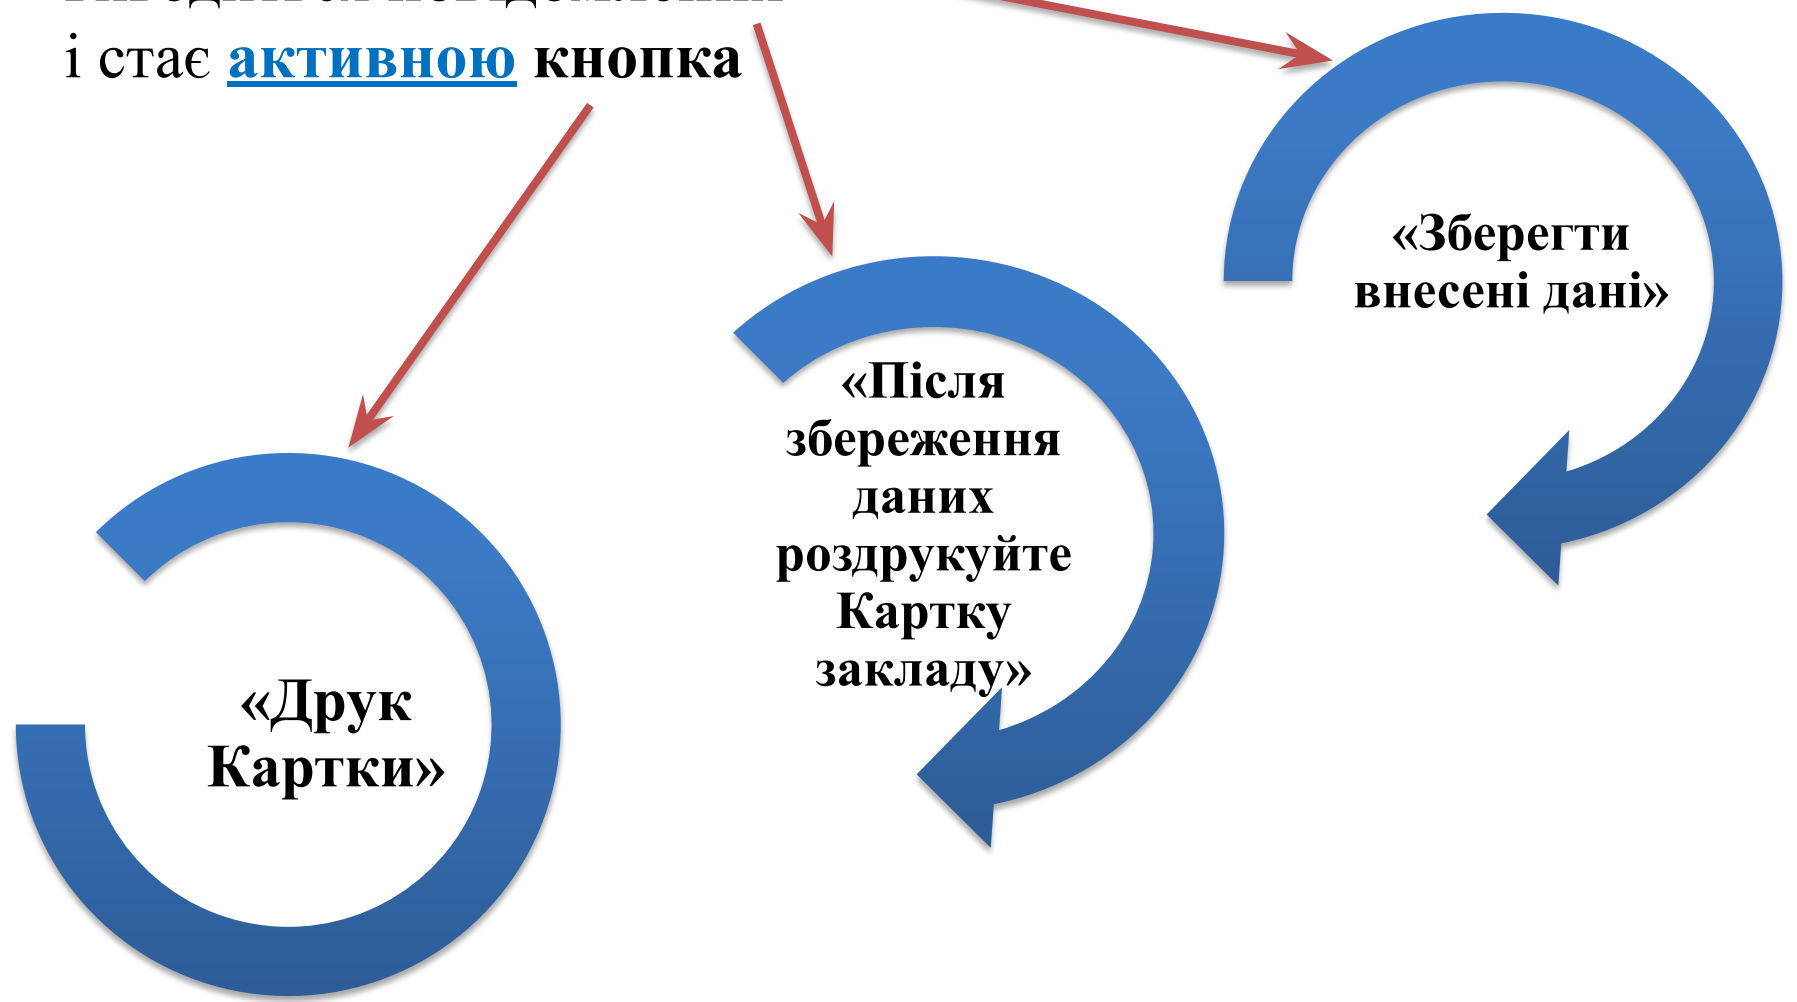 і стає активною кнопка
«Зберегти
внесені дані»
«Після
збереження
даних
роздрукуйте
Картку
закладу»
«Друк
Картки»